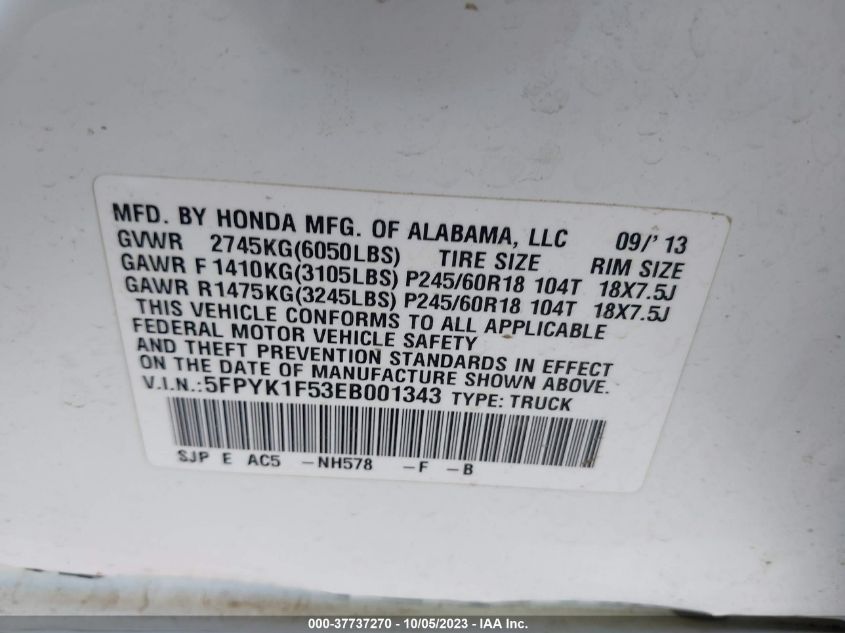 MFD. BY HONDA MFG. OF ALABAMA, LLC 09/'13
GVWR 2745KG(6050LBS) TIRE SIZE RIM SIZE
GAWR F 1410KG(3105LBS) P245/60R18 104T 18X7.5J
GAWR R1475KG(3245LBS) P245/60R18 104T 18X7.5J
THIS VEHICLE CONFORMS TO ALL APPLICABLE
FEDERAL MOTOR VEHICLE SAFETY
AND THEFT PREVENTION STANDARDS IN EFFECT
ON THE DATE OF MANUFACTURE SHOWN ABOVE.
V.I.N.:5FPYK1F53EB001343 TYPE: TRUCK
SJP E AC5 -NH578 -F -B
000-37737270 - 10/05/2023 - IAA Inc.